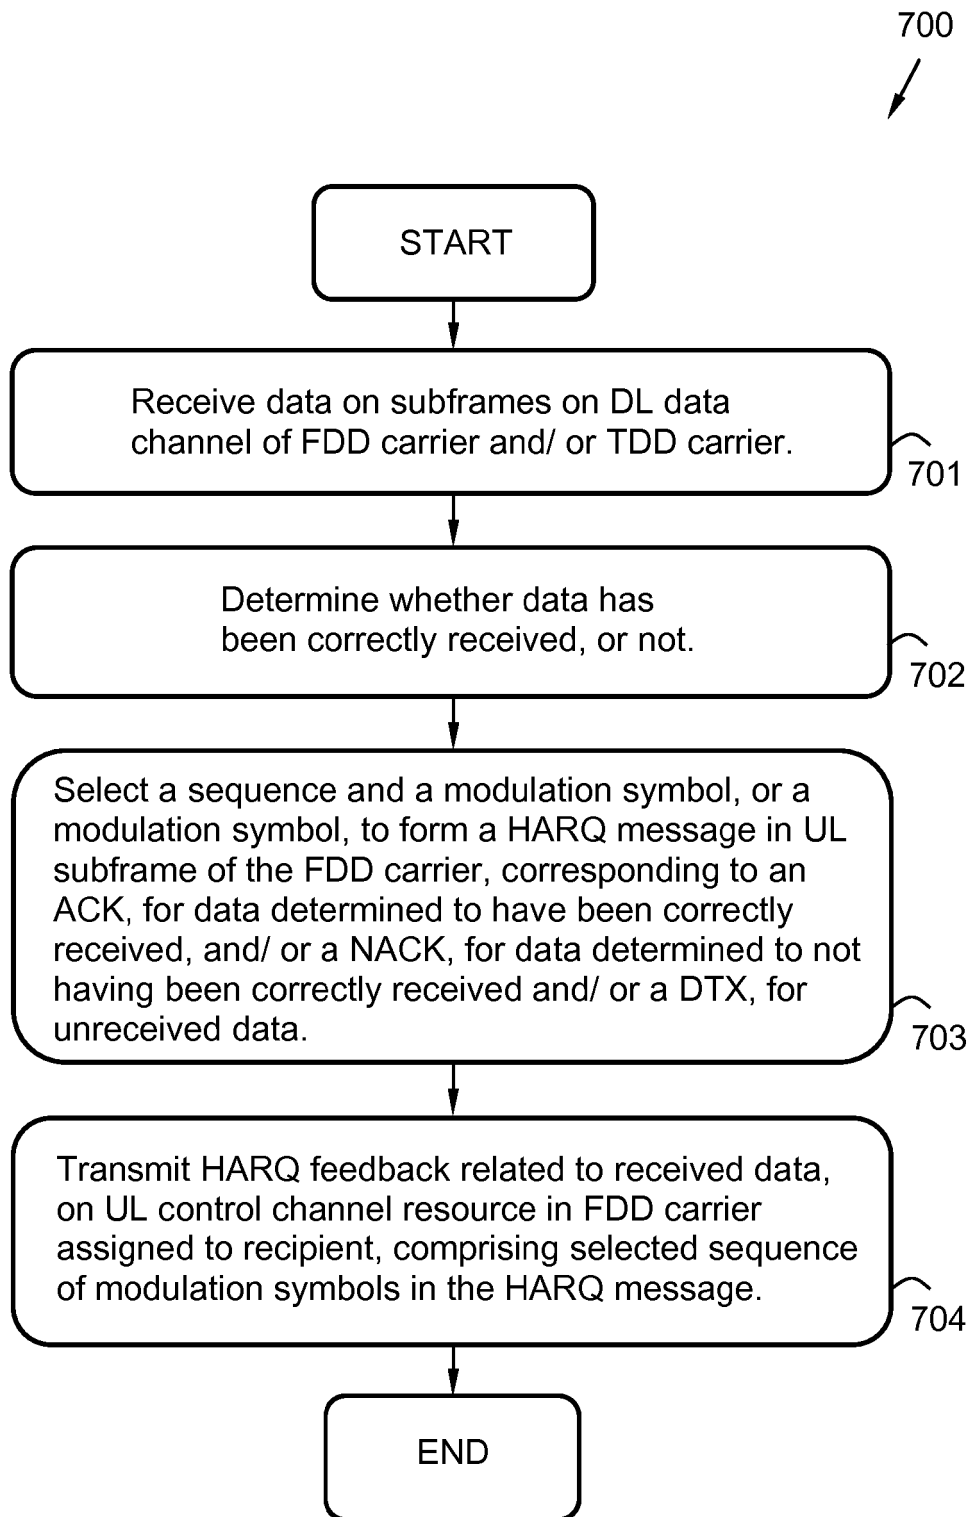 700
START
Receive data on subframes on DL data
channel of FDD carrier and/ or TDD carrier.
701
Determine whether data has
been correctly received, or not.
702
Select a sequence and a modulation symbol, or a
modulation symbol, to form a HARQ message in UL
subframe of the FDD carrier, corresponding to an
ACK, for data determined to have been correctly
received, and/ or a NACK, for data determined to not
having been correctly received and/ or a DTX, for
unreceived data.
703
Transmit HARQ feedback related to received data,
on UL control channel resource in FDD carrier
assigned to recipient, comprising selected sequence
of modulation symbols in the HARQ message.
704
END